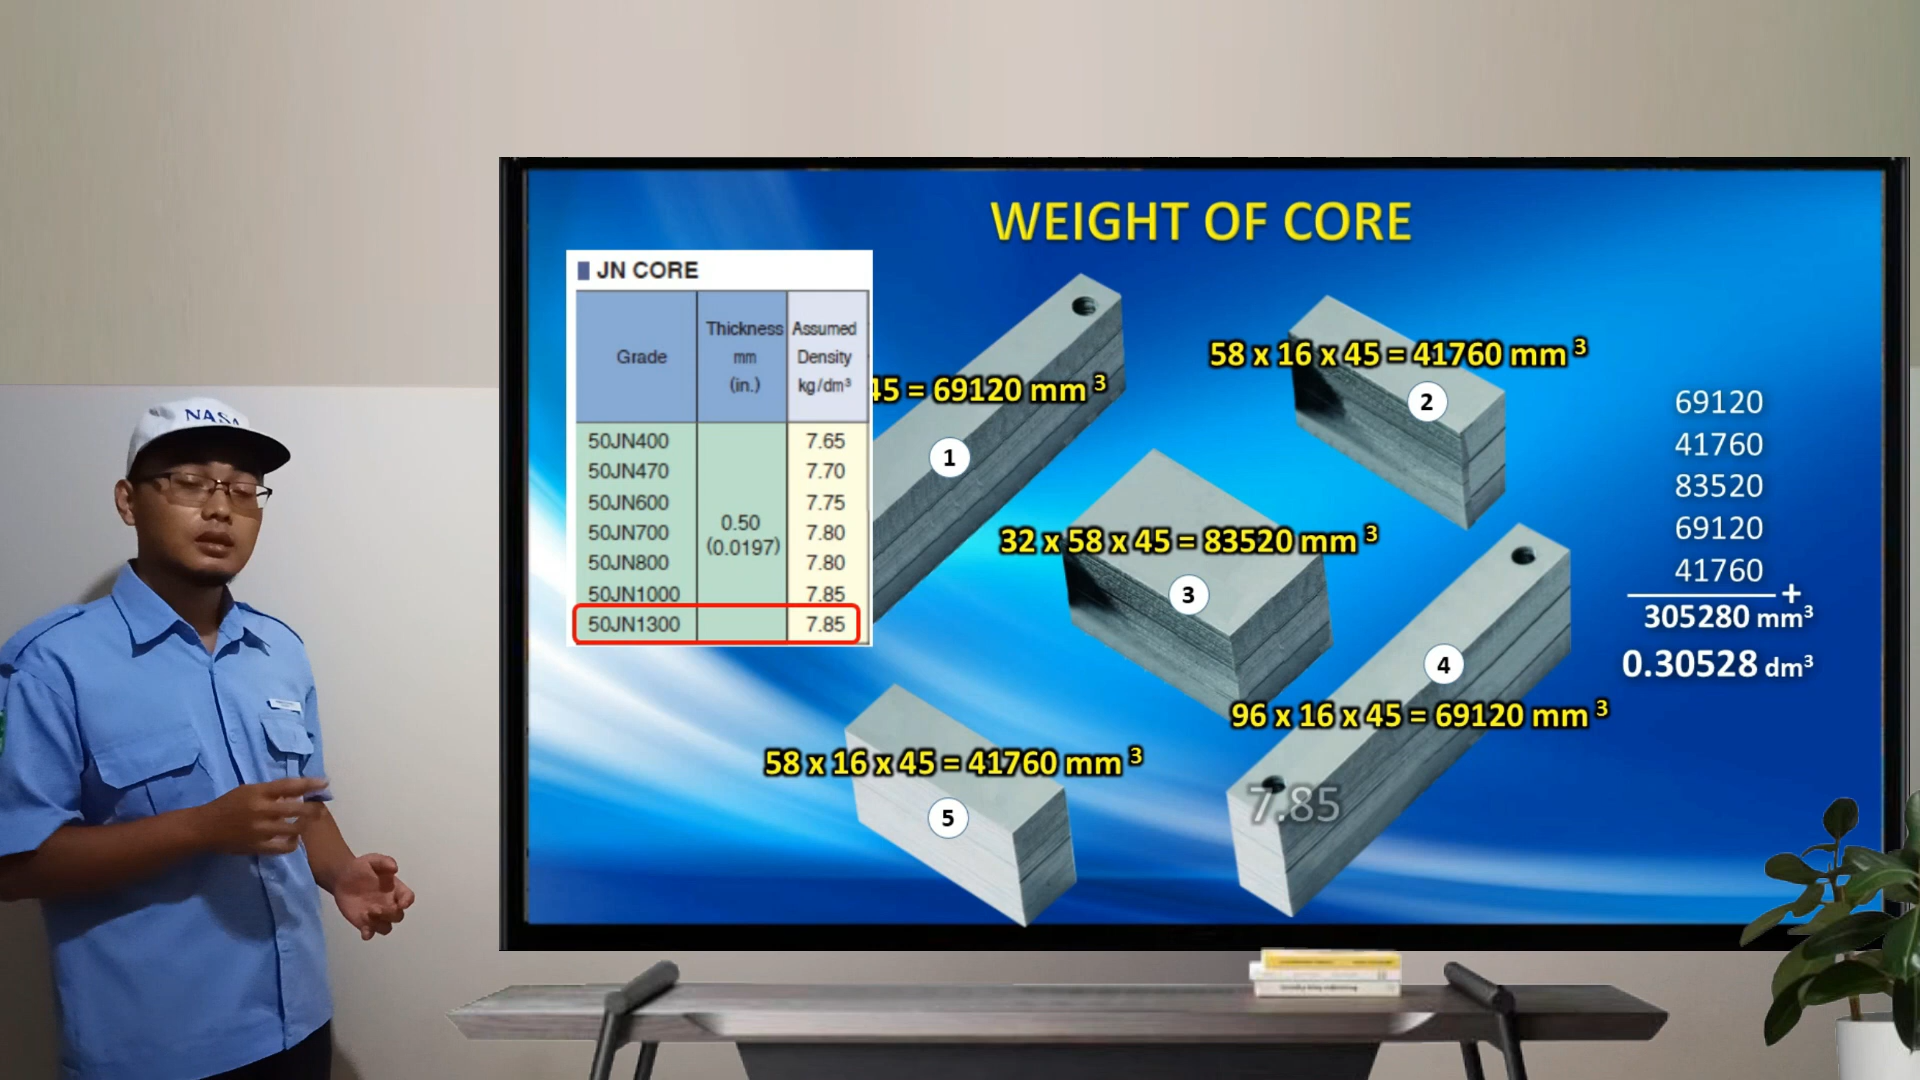 NASA
WEIGHT OF CORE
JN CORE
Grade
Thickness
mm
(in.)
Assumed
Density
kg/dm³
50JN400 7.65
50JN470 7.70
50JN600 7.75
50JN700 7.80
50JN800 7.80
50JN1000 7.85
50JN1300 7.85
0.50
(0.0197)
45 = 69120 mm 3
1
58 x 16 x 45 = 41760 mm 3
2
32 x 58 x 45 = 83520 mm 3
3
96 x 16 x 45 = 69120 mm 3
4
58 x 16 x 45 = 41760 mm 3
5
7.85
69120
41760
83520
69120
41760
+
305280 mm³
0.30528 dm³